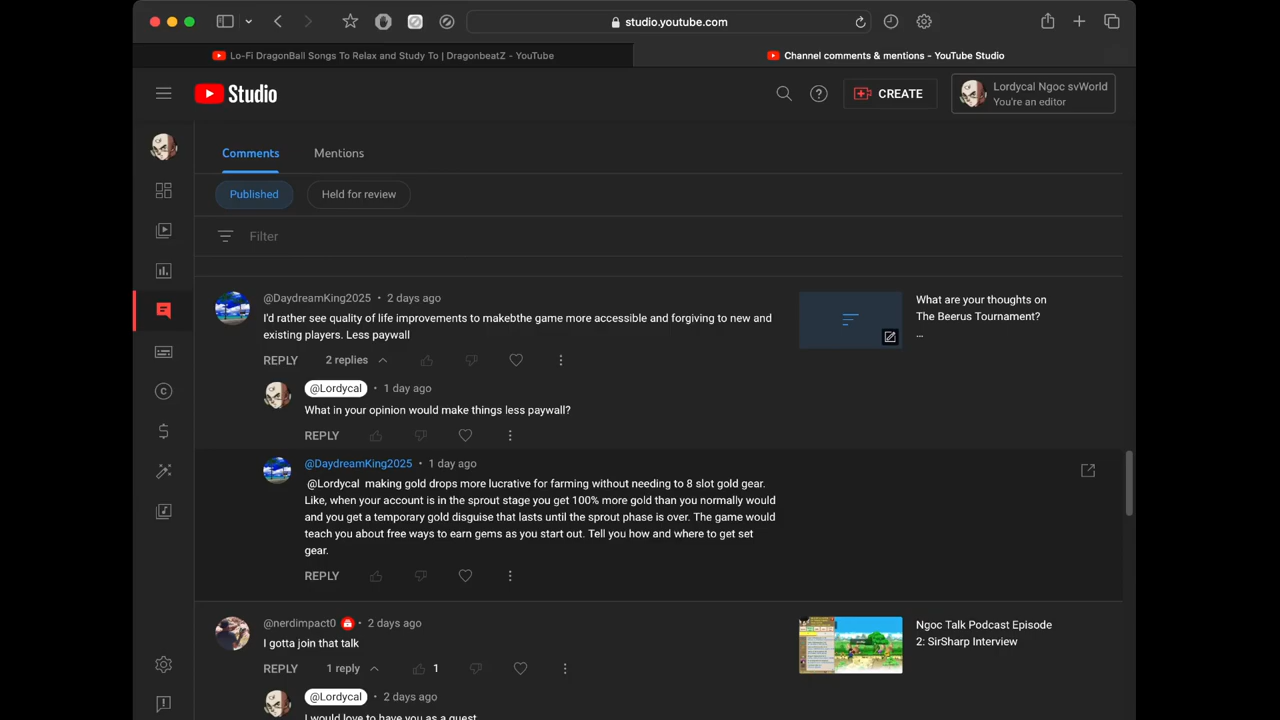 studio.youtube.com
Lo-Fi DragonBall Songs To Relax and Study To | DragonbeatZ - YouTube
Channel comments & mentions - YouTube Studio
Studio
CREATE
Lordycal Ngoc svWorld
You're an editor
Comments
Mentions
Published
Held for review
Filter
@DaydreamKing2025 • 2 days ago
I'd rather see quality of life improvements to makebthe game more accessible and forgiving to new and
existing players. Less paywall
REPLY
2 replies
What are your thoughts on
The Beerus Tournament?
...
@Lordycal • 1 day ago
What in your opinion would make things less paywall?
REPLY
@DaydreamKing2025 • 1 day ago
@Lordycal making gold drops more lucrative for farming without needing to 8 slot gold gear.
Like, when your account is in the sprout stage you get 100% more gold than you normally would
and you get a temporary gold disguise that lasts until the sprout phase is over. The game would
teach you about free ways to earn gems as you start out. Tell you how and where to get set
gear.
REPLY
@nerdimpact0 • 2 days ago
I gotta join that talk
REPLY
1 reply
1
Ngoc Talk Podcast Episode
2: SirSharp Interview
@Lordycal • 2 days ago
I would love to have you as a guest